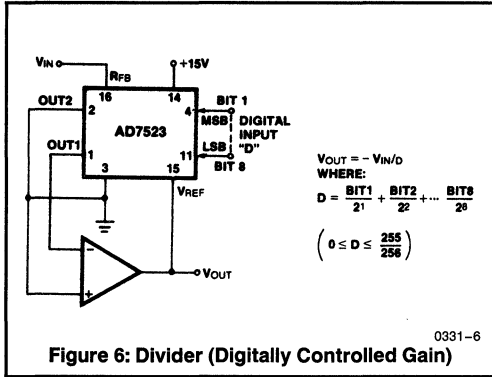 VIN
RFB
+15V
OUT2
16
14
2
4
BIT 1
MSB
DIGITAL
INPUT
"D"
AD7523
OUT1
1
11
LSB
BIT 8
3
15
VREF
−
+
VOUT
VOUT = − VIN/D
WHERE:
D = BIT1/2¹ + BIT2/2² + ··· BIT8/2⁸
( 0 ≤ D ≤ 255/256 )
0331–6
Figure 6: Divider (Digitally Controlled Gain)